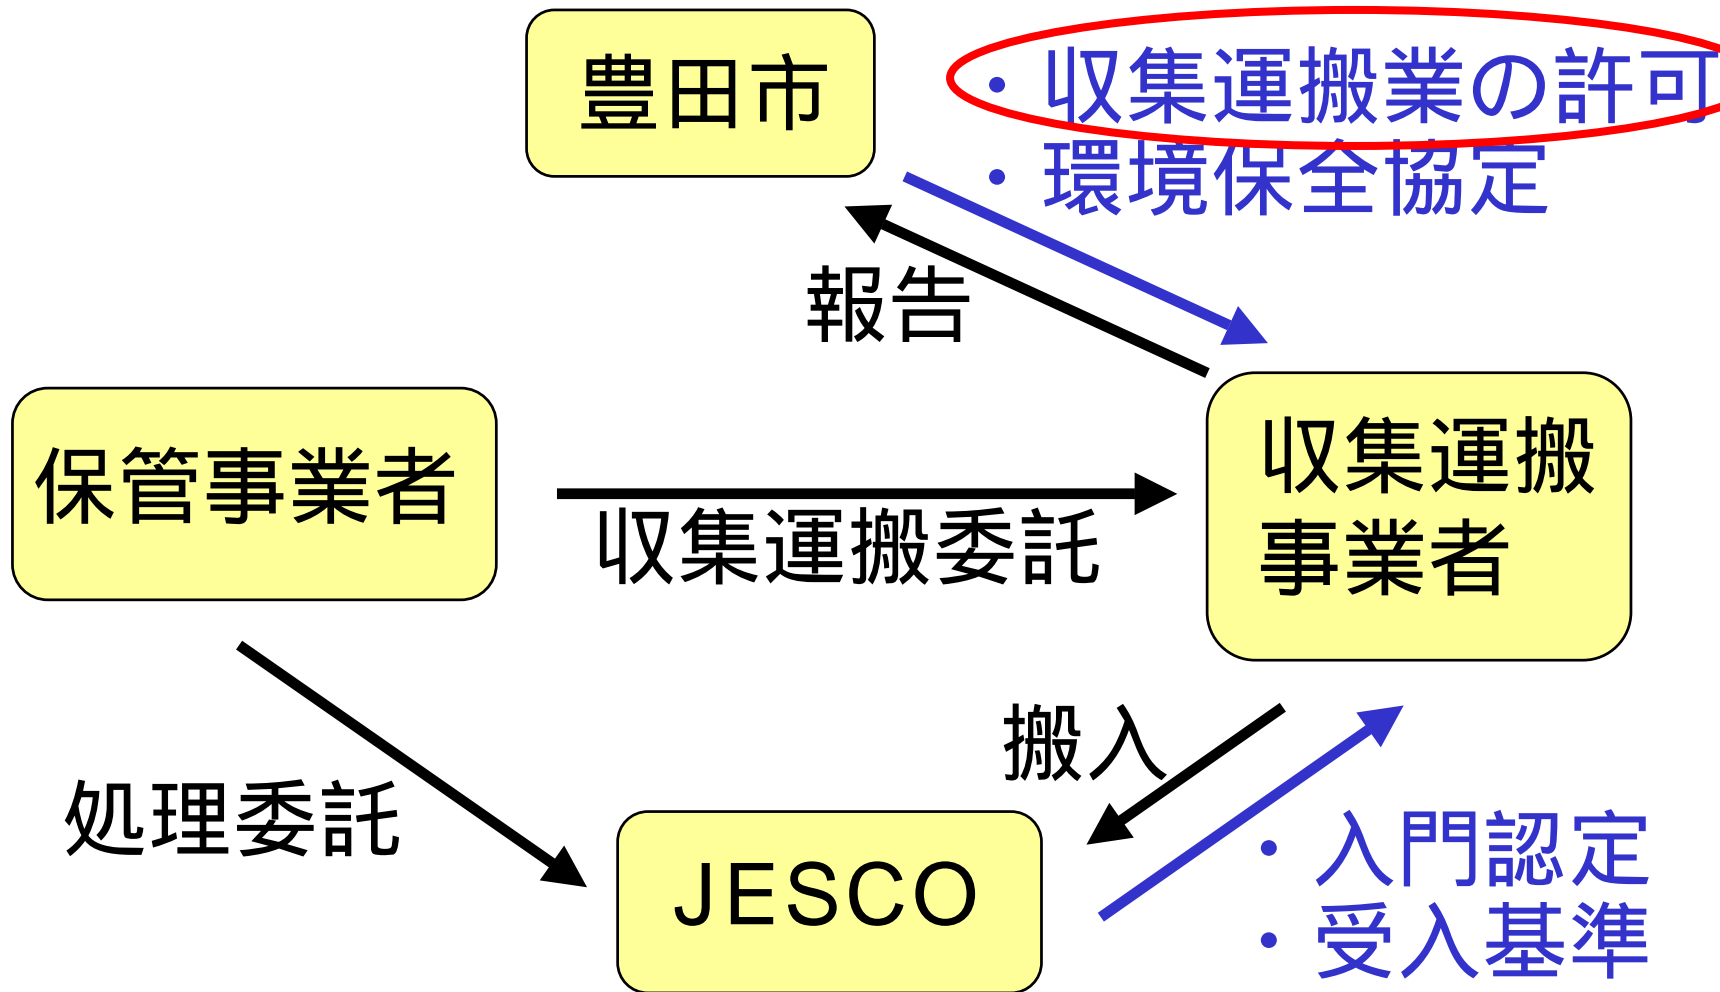 豊田市
・収集運搬業の許可
・環境保全協定
報告
保管事業者
収集運搬委託
収集運搬
事業者
処理委託
搬入
JESCO
・入門認定
・受入基準